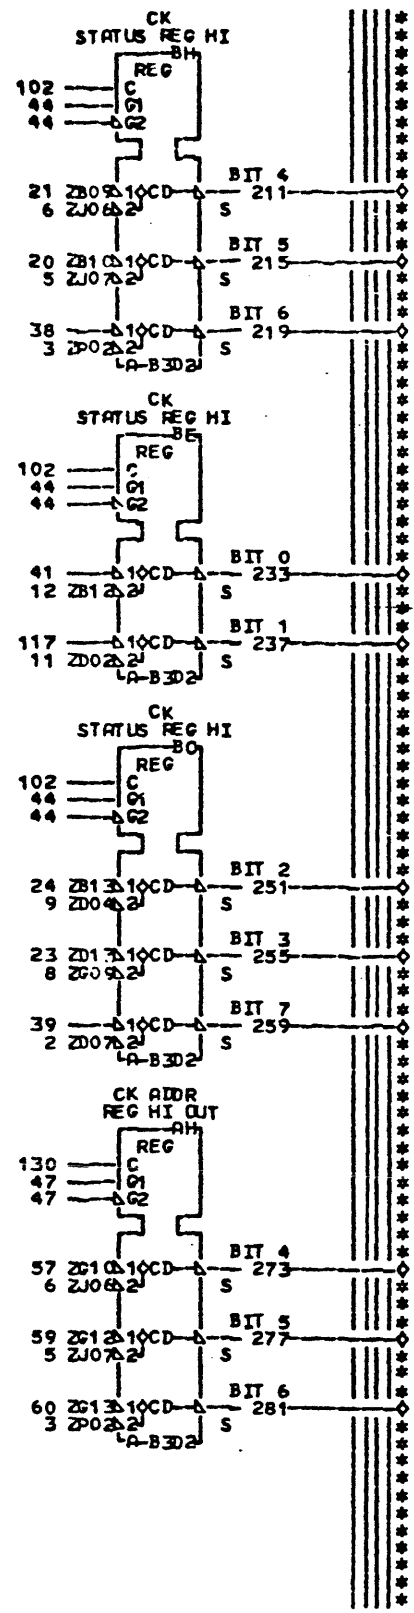 CK
STATUS REG HI
BH
REG
102 C
44 G1
44 G2
BIT 4
21 ZB09 1 CD 211
6 ZJ06 2 S
BIT 5
20 ZB10 1 CD 215
5 ZJ07 2 S
BIT 6
38 1 CD 219
3 ZP02 2 S
A-B3D2
CK
STATUS REG HI
BE
REG
102 C
44 G1
44 G2
BIT 0
41 1 CD 233
12 ZB12 2 S
BIT 1
117 1 CD 237
11 ZD02 2 S
A-B3D2
CK
STATUS REG HI
BO
REG
102 C
44 G1
44 G2
BIT 2
24 ZB13 1 CD 251
9 ZD04 2 S
BIT 3
23 ZD13 1 CD 255
8 ZG09 2 S
BIT 7
39 1 CD 259
2 ZD07 2 S
A-B3D2
CK ADDR
REG HI OUT
AH
REG
130 C
47 G1
47 G2
BIT 4
57 ZG10 1 CD 273
6 ZJ06 2 S
BIT 5
59 ZG12 1 CD 277
5 ZJ07 2 S
BIT 6
60 ZG13 1 CD 281
3 ZP02 2 S
A-B3D2